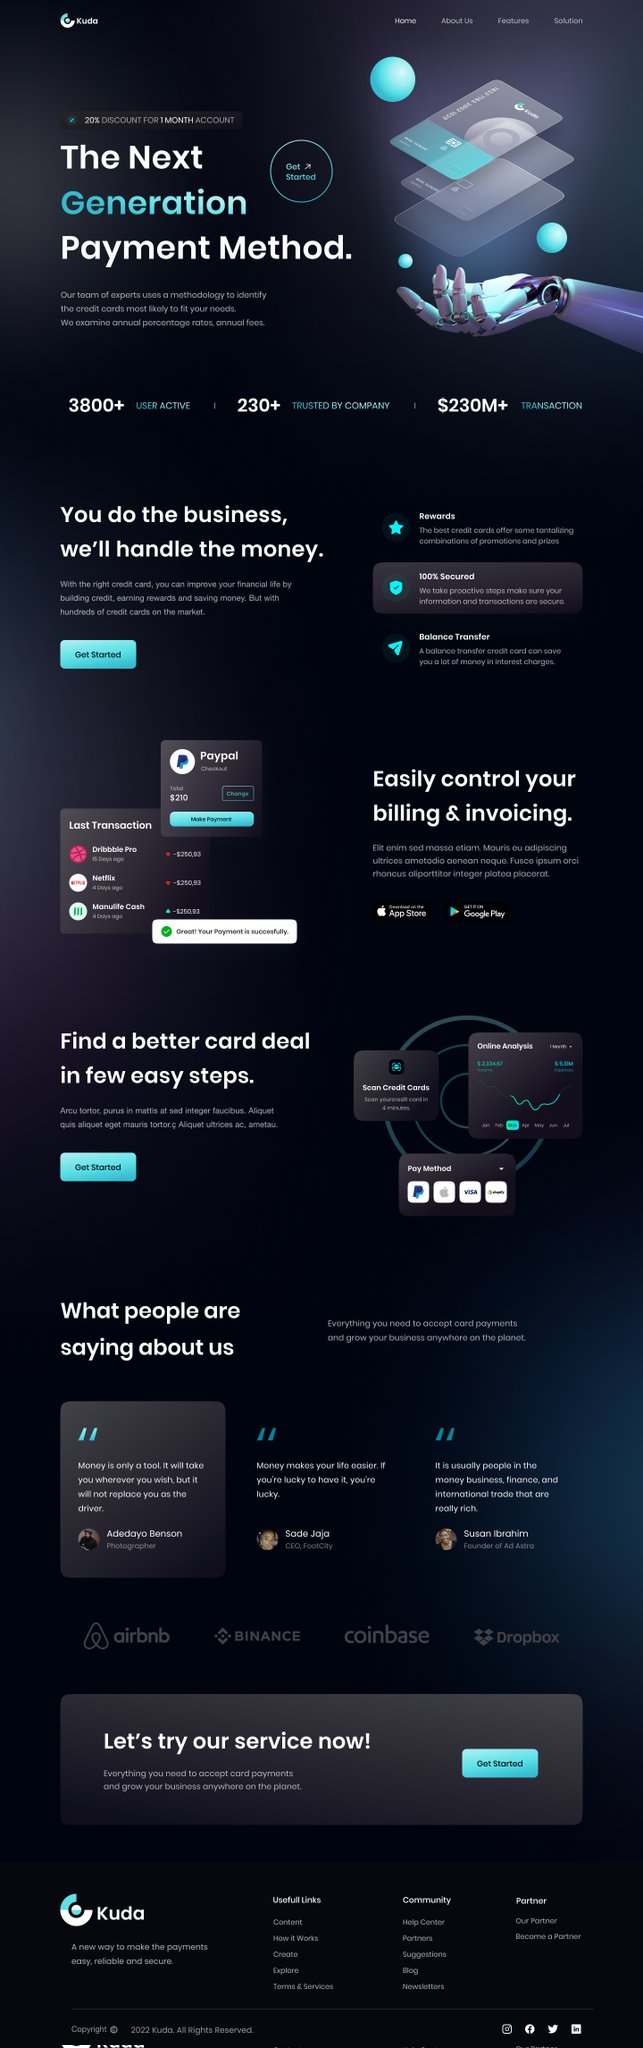 Kuda
Home
About Us
Features
Solution
20% DISCOUNT FOR 1 MONTH ACCOUNT
The Next
Generation
Payment Method.
Get
Started
Kuda
Our team of experts uses a methodology to identify
the credit cards most likely to fit your needs.
We examine annual percentage rates, annual fees.
3800+ USER ACTIVE
230+ TRUSTED BY COMPANY
$230M+ TRANSACTION
You do the business,
we’ll handle the money.
With the right credit card, you can improve your financial life by
building credit, earning rewards and saving money. But with
hundreds of credit cards on the market.
Get Started
Rewards
The best credit cards offer some tantalizing
combinations of promotions and prizes
100% Secured
We take proactive steps make sure your
information and transactions are secure.
Balance Transfer
A balance transfer credit card can save
you a lot of money in interest charges.
Paypal
Checkout
Total
$210
Change
Make Payment
Last Transaction
Dribbble Pro
15 Days ago
-$250,93
NETFLIX
Netflix
4 Days ago
-$250,93
Manulife Cash
4 Days ago
-$250,93
Great! Your Payment is succesfully.
Easily control your
billing & invoicing.
Elit enim sed massa etiam. Mauris eu adipiscing
ultrices ametodio aenean neque. Fusce ipsum orci
rhoncus aliporttitor integer platea placerat.
Download on the
App Store
GET IT ON
Google Play
Find a better card deal
in few easy steps.
Arcu tortor, purus in mattis at sed integer faucibus. Aliquet
quis aliquet eget mauris tortor.ç Aliquet ultrices ac, ametau.
Get Started
Scan Credit Cards
Scan yourcredit card in
4 minutes.
Online Analysis
1 Month
$ 2,334,67
Income
$ 5.31M
Expences
Jan Feb Mar Apr May Jun Jul
Pay Method
VISA
shopify
What people are
saying about us
Everything you need to accept card payments
and grow your business anywhere on the planet.
Money is only a tool. It will take
you wherever you wish, but it
will not replace you as the
driver.
Adedayo Benson
Photographer
Money makes your life easier. If
you're lucky to have it, you're
lucky.
Sade Jaja
CEO, FootCity
It is usually people in the
money business, finance, and
international trade that are
really rich.
Susan Ibrahim
Founder of Ad Astra
airbnb
BINANCE
coinbase
Dropbox
Let’s try our service now!
Everything you need to accept card payments
and grow your business anywhere on the planet.
Get Started
Kuda
A new way to make the payments
easy, reliable and secure.
Usefull Links
Content
How it Works
Create
Explore
Terms & Services
Community
Help Center
Partners
Suggestions
Blog
Newsletters
Partner
Our Partner
Become a Partner
Copyright © 2022 Kuda. All Rights Reserved.